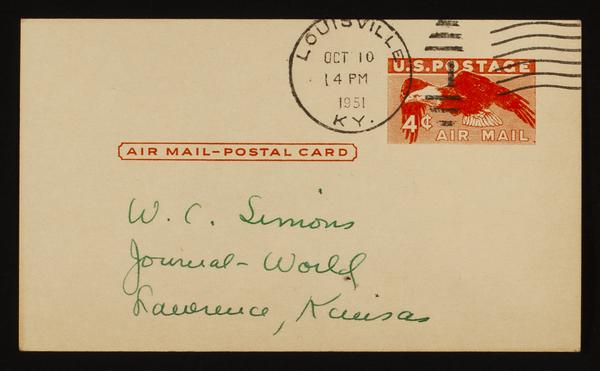 LOUISVILLE
OCT 10
4 PM
1951
KY.
U.S. POSTAGE
4¢ AIR MAIL
AIR MAIL-POSTAL CARD
W. C. Simons
Journal-World
Lawrence, Kansas